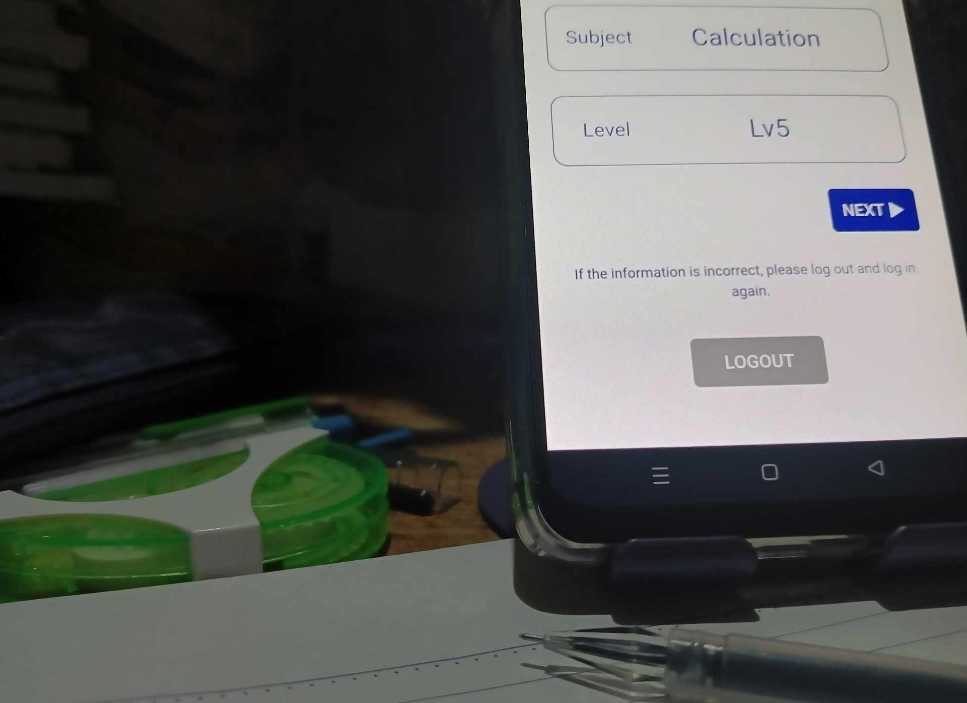 Subject Calculation
Level Lv5
NEXT ▶
If the information is incorrect, please log out and log in
again.
LOGOUT